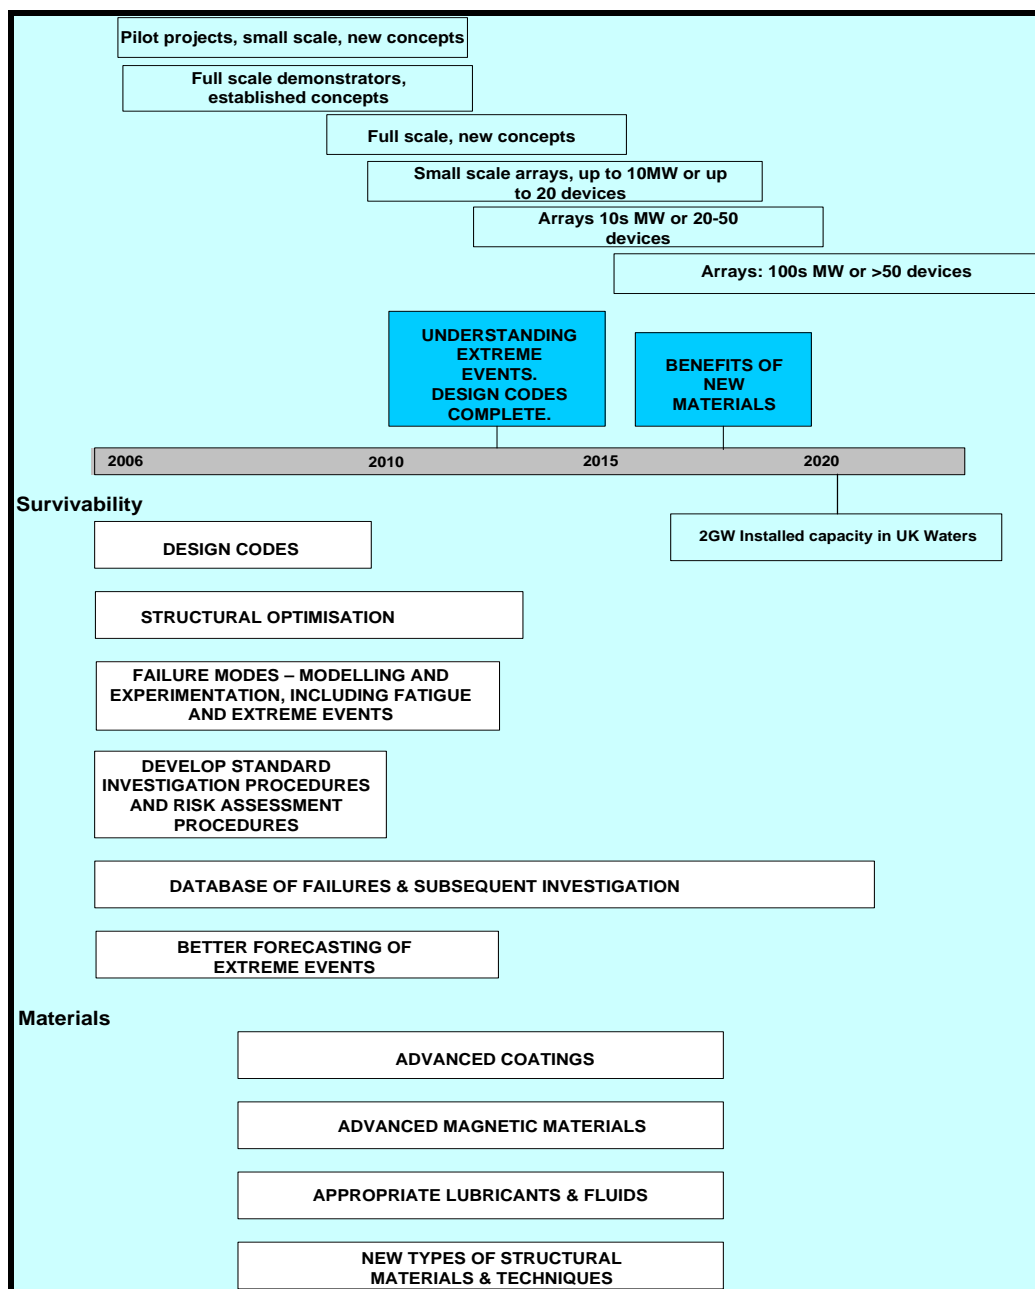 Pilot projects, small scale, new concepts
Full scale demonstrators,
established concepts
Full scale, new concepts
Small scale arrays, up to 10MW or up
to 20 devices
Arrays 10s MW or 20-50
devices
Arrays: 100s MW or >50 devices
UNDERSTANDING
EXTREME
EVENTS.
DESIGN CODES
COMPLETE.
BENEFITS OF
NEW
MATERIALS
2006 2010 2015 2020
Survivability
2GW Installed capacity in UK Waters
DESIGN CODES
STRUCTURAL OPTIMISATION
FAILURE MODES – MODELLING AND
EXPERIMENTATION, INCLUDING FATIGUE
AND EXTREME EVENTS
DEVELOP STANDARD
INVESTIGATION PROCEDURES
AND RISK ASSESSMENT
PROCEDURES
DATABASE OF FAILURES & SUBSEQUENT INVESTIGATION
BETTER FORECASTING OF
EXTREME EVENTS
Materials
ADVANCED COATINGS
ADVANCED MAGNETIC MATERIALS
APPROPRIATE LUBRICANTS & FLUIDS
NEW TYPES OF STRUCTURAL
MATERIALS & TECHNIQUES